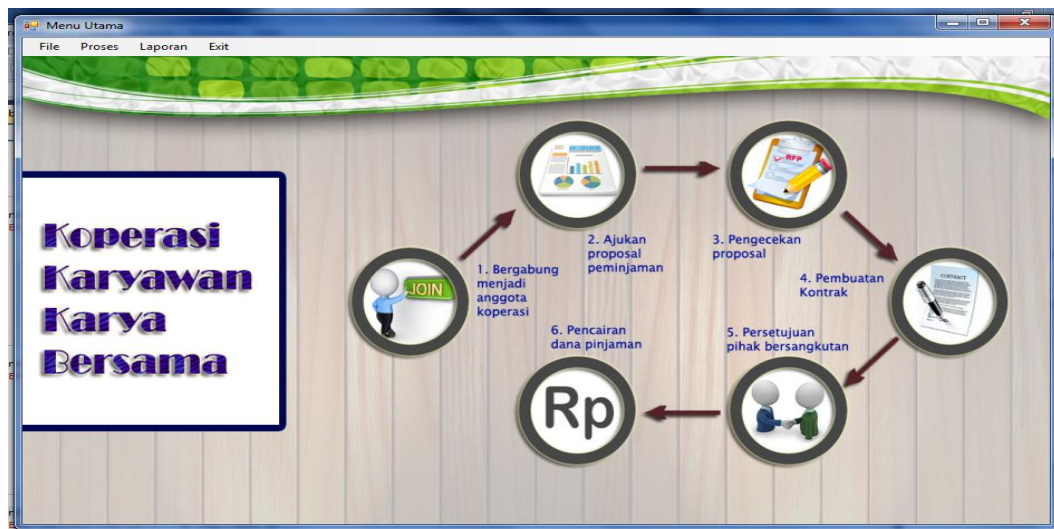 Menu Utama
File Proses Laporan Exit
Koperasi
Karyawan
Karya
Bersama
JOIN
1. Bergabung
menjadi
anggota
koperasi
2. Ajukan
proposal
peminjaman
RFP
3. Pengecekan
proposal
CONTRACT
4. Pembuatan
Kontrak
5. Persetujuan
pihak bersangkutan
6. Pencairan
dana pinjaman
Rp